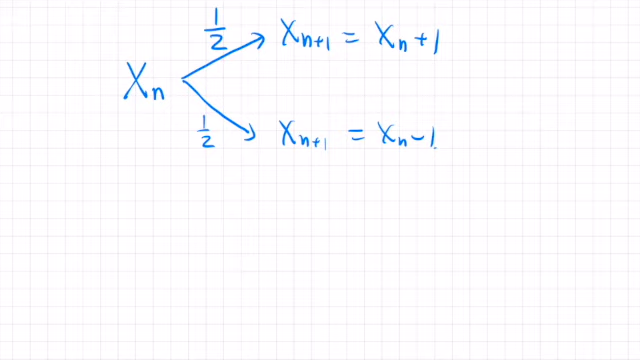 1/2 X_{n+1} = X_n + 1
X_n
1/2 X_{n+1} = X_n - 1